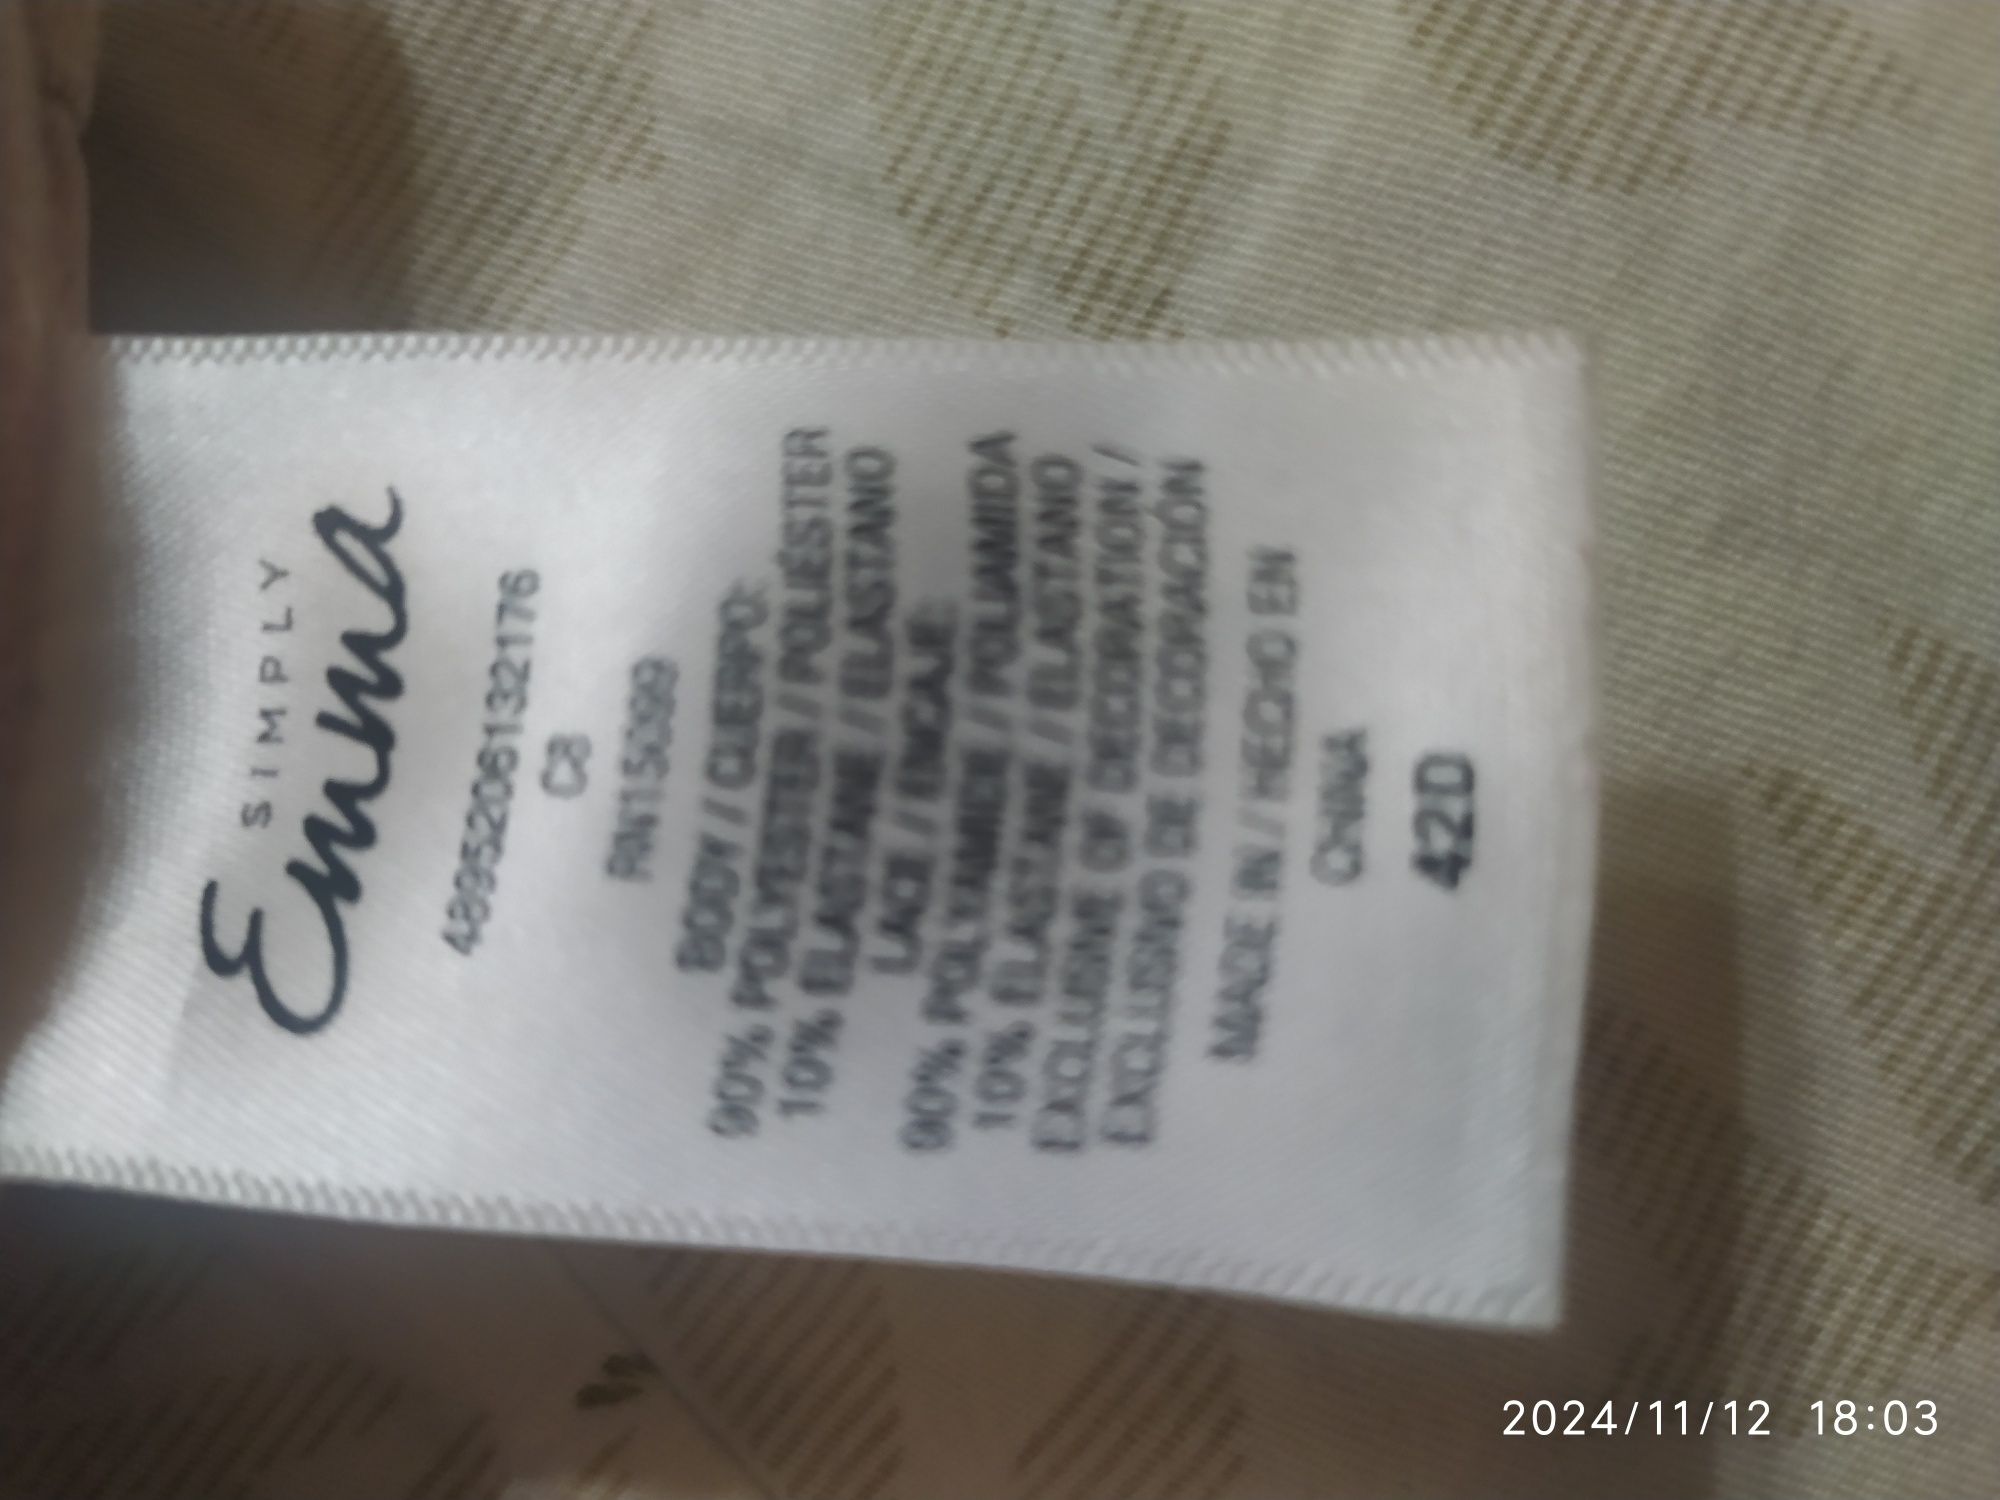 SIMPLY
Emma
4895206132176
C8
RN15099
BODY / CUERPO:
90% POLYESTER / POLIÉSTER
10% ELASTANE / ELASTANO
LACE / ENCAJE:
90% POLYAMIDE / POLIAMIDA
10% ELASTANE / ELASTANO
EXCLUSIVE OF DECORATION /
EXCLUSIVO DE DECORACIÓN
MADE IN / HECHO EN
CHINA
42D
2024/11/12 18:03